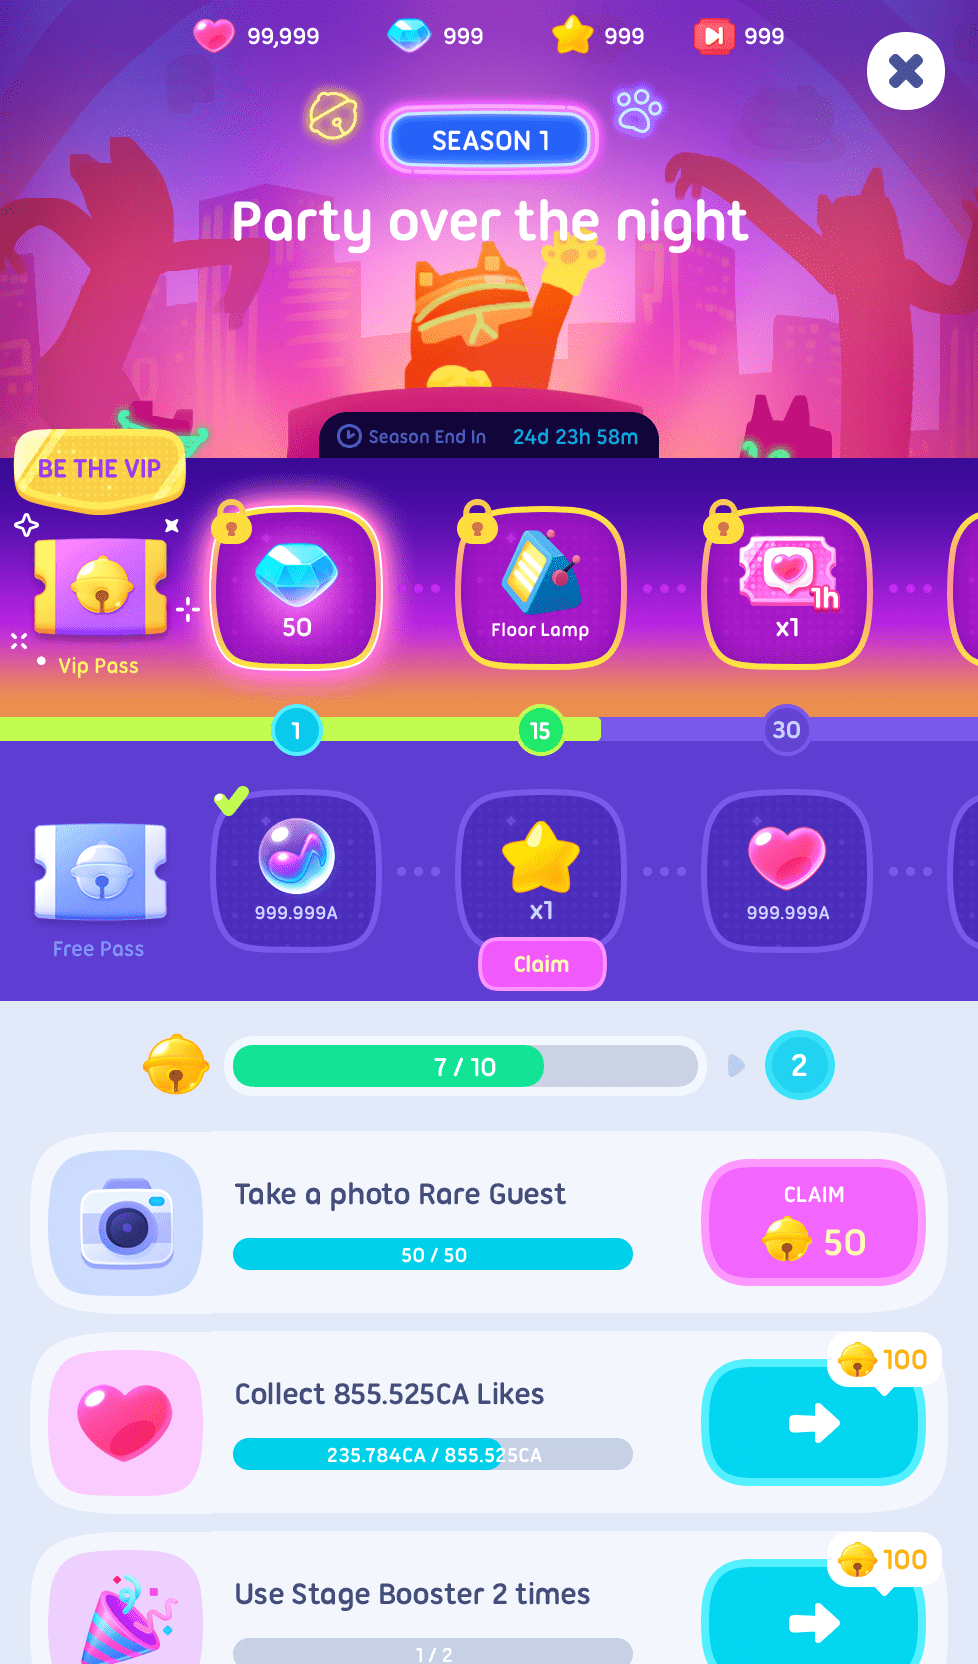 99,999 999 999 999
SEASON 1
Party over the night
Season End In 24d 23h 58m
BE THE VIP
50
Floor Lamp
1h
x1
Vip Pass
1 15 30
999.999A
x1
999.999A
Free Pass
Claim
7 / 10
2
Take a photo Rare Guest
50 / 50
CLAIM
50
100
Collect 855.525CA Likes
235.784CA / 855.525CA
100
Use Stage Booster 2 times
1 / 2